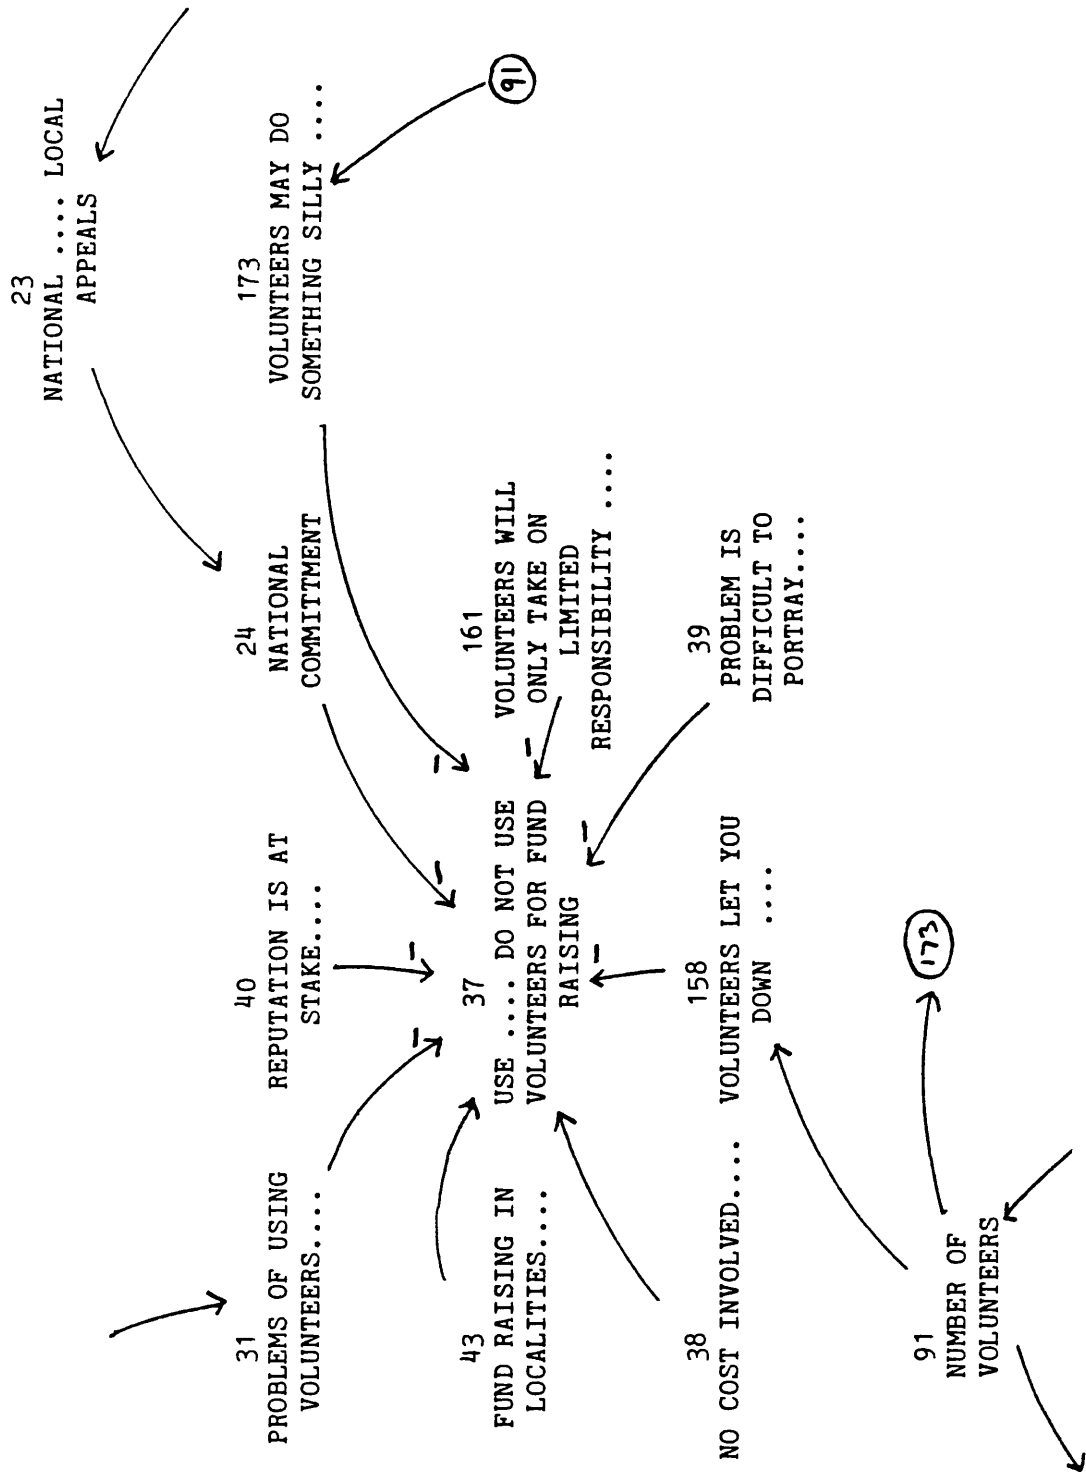 23
NATIONAL .... LOCAL
APPEALS
31
PROBLEMS OF USING
VOLUNTEERS....
40
REPUTATION IS AT
STAKE....
24
NATIONAL
COMMITTMENT
173
VOLUNTEERS MAY DO
SOMETHING SILLY ....
43
FUND RAISING IN
LOCALITIES....
37
USE .... DO NOT USE
VOLUNTEERS FOR FUND
RAISING
161
VOLUNTEERS WILL
ONLY TAKE ON
LIMITED
RESPONSIBILITY ....
91
38
NO COST INVOLVED....
158
VOLUNTEERS LET YOU
DOWN ....
39
PROBLEM IS
DIFFICULT TO
PORTRAY....
91
NUMBER OF
VOLUNTEERS
173